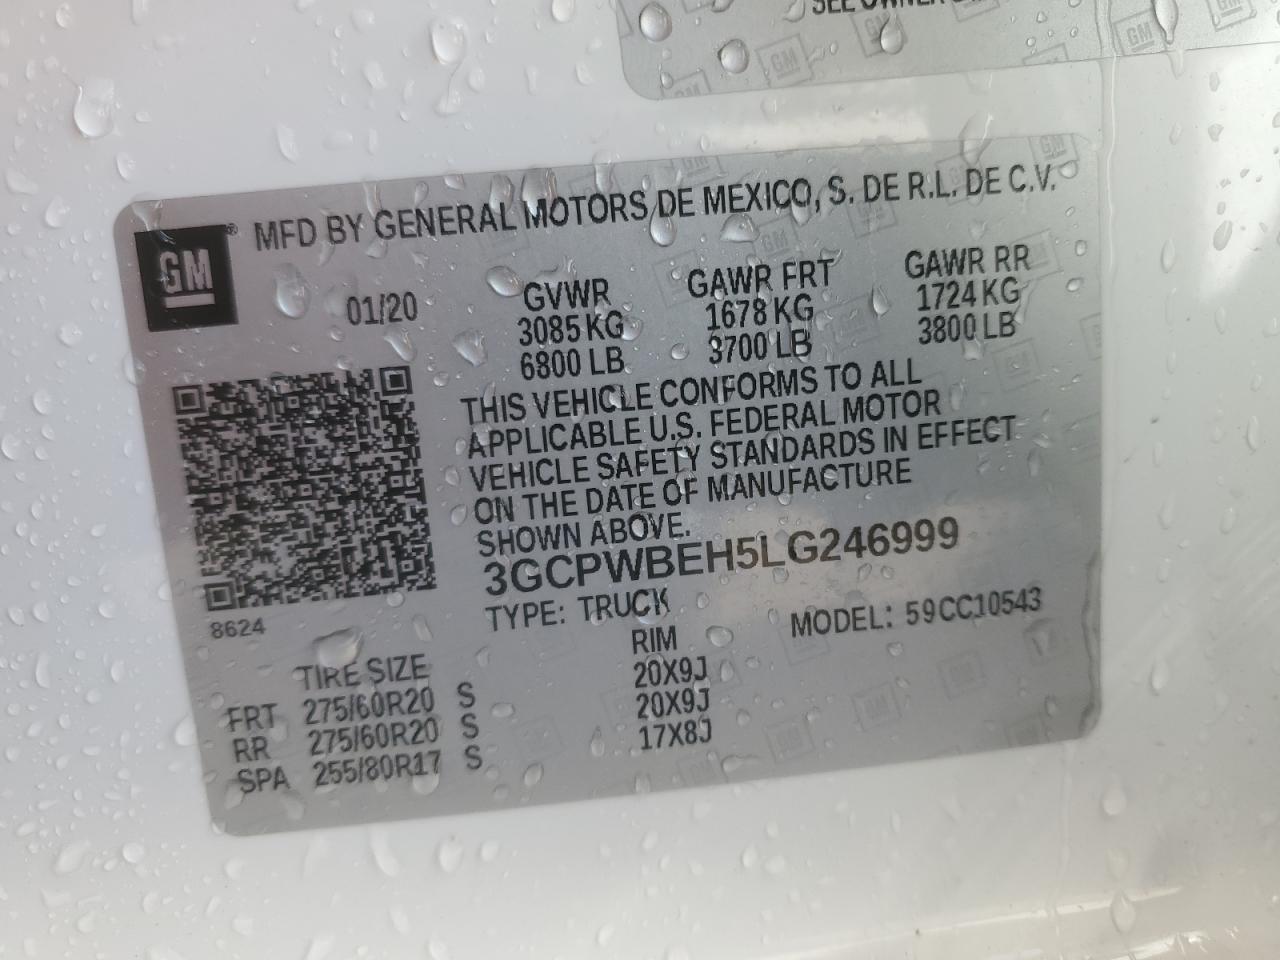 SEE OWNER
GM
MFD BY GENERAL MOTORS DE MEXICO, S. DE R.L. DE C.V.
01/20
GVWR GAWR FRT GAWR RR
3085 KG 1678 KG 1724 KG
6800 LB 3700 LB 3800 LB
THIS VEHICLE CONFORMS TO ALL
APPLICABLE U.S. FEDERAL MOTOR
VEHICLE SAFETY STANDARDS IN EFFECT
ON THE DATE OF MANUFACTURE
SHOWN ABOVE.
3GCPWBEH5LG246999
TYPE: TRUCK MODEL: 59CC10543
8624
TIRE SIZE RIM
FRT 275/60R20 S 20X9J
RR 275/60R20 S 20X9J
SPA 255/80R17 S 17X8J